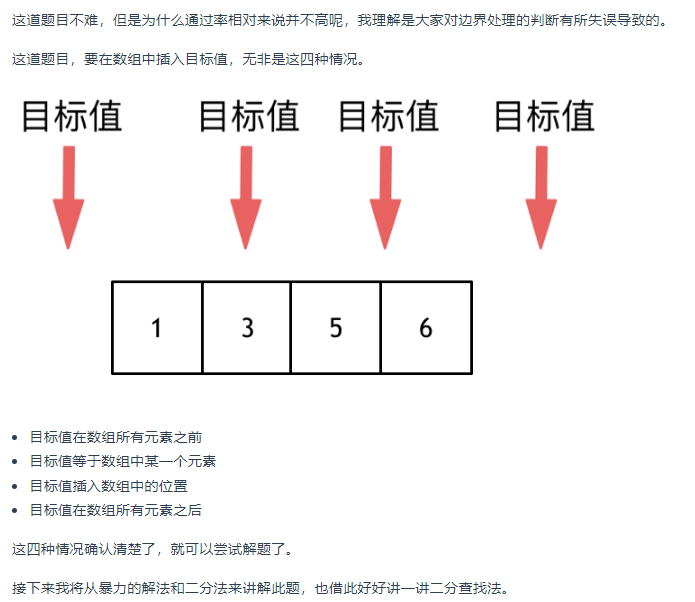 这道题目不难，但是为什么通过率相对来说并不高呢，我理解是大家对边界处理的判断有所失误导致的。
这道题目，要在数组中插入目标值，无非是这四种情况。
目标值 目标值 目标值 目标值
1 3 5 6
目标值在数组所有元素之前
目标值等于数组中某一个元素
目标值插入数组中的位置
目标值在数组所有元素之后
这四种情况确认清楚了，就可以尝试解题了。
接下来我将从暴力的解法和二分法来讲解此题，也借此好好讲一讲二分查找法。